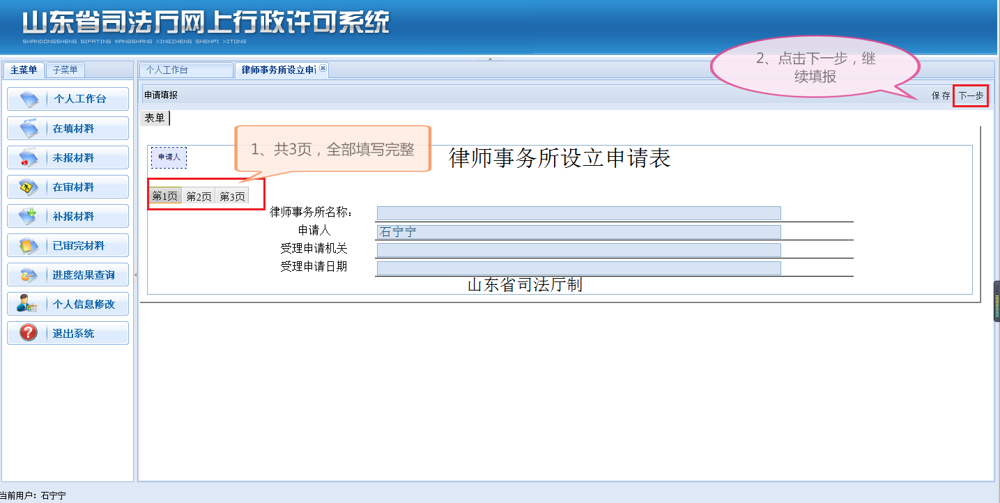 山东省司法厅网上行政许可系统
SHANDONGSHENG SIFATING WANGSHANG XINGZHENG SHENPI XITONG
2、点击下一步，继
续填报
主菜单 子菜单
个人工作台 律师事务所设立申
申请填报
保存 下一步
个人工作台
在填材料
未报材料
在审材料
补报材料
已审完材料
进度结果查询
个人信息修改
退出系统
表单
1、共3页，全部填写完整
申请人
律师事务所设立申请表
第1页 第2页 第3页
律师事务所名称：
申请人 石宁宁
受理申请机关
受理申请日期
山东省司法厅制
当前用户：石宁宁